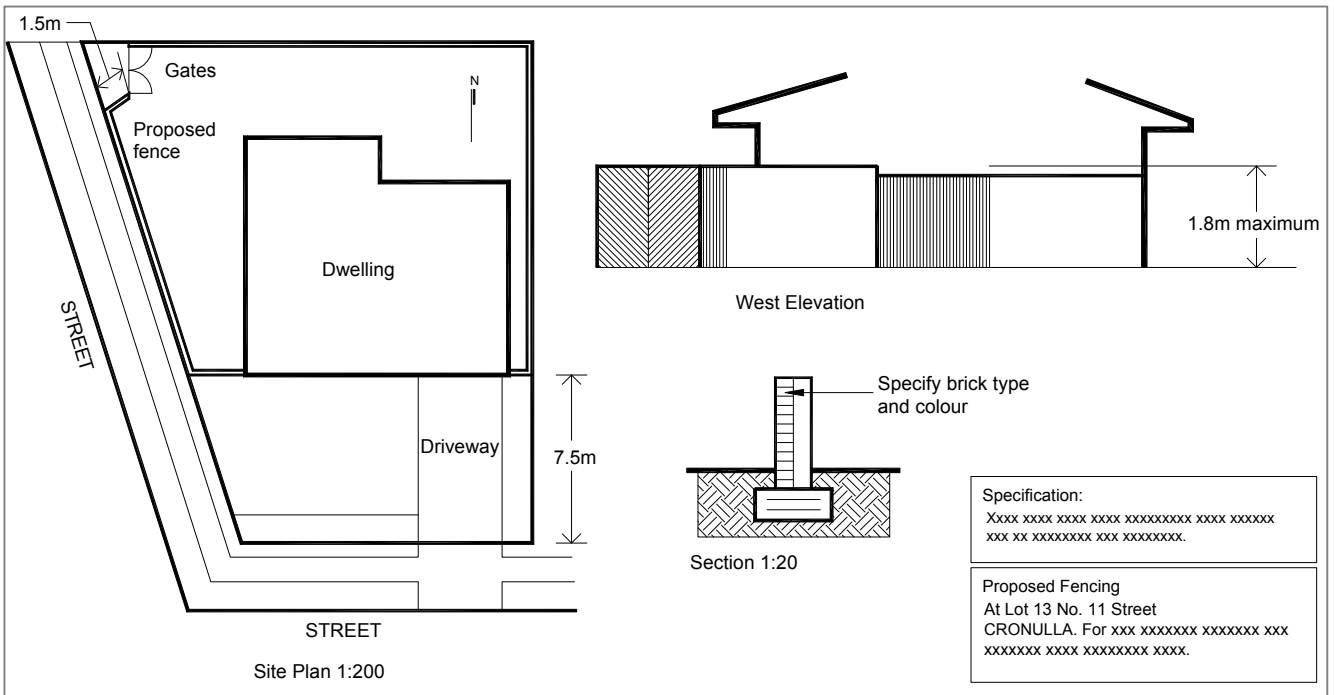 1.5m
Gates
N
Proposed
fence
Dwelling
STREET
Driveway
7.5m
STREET
Site Plan 1:200
1.8m maximum
West Elevation
Specify brick type
and colour
Section 1:20
Specification:
Xxxx xxxx xxxx xxxx xxxxxxxxx xxxx xxxxxx
xxx xx xxxxxxxx xxx xxxxxxxx.
Proposed Fencing
At Lot 13 No. 11 Street
CRONULLA. For xxx xxxxxxx xxxxxxx xxx
xxxxxxx xxxx xxxxxxxx xxxx.